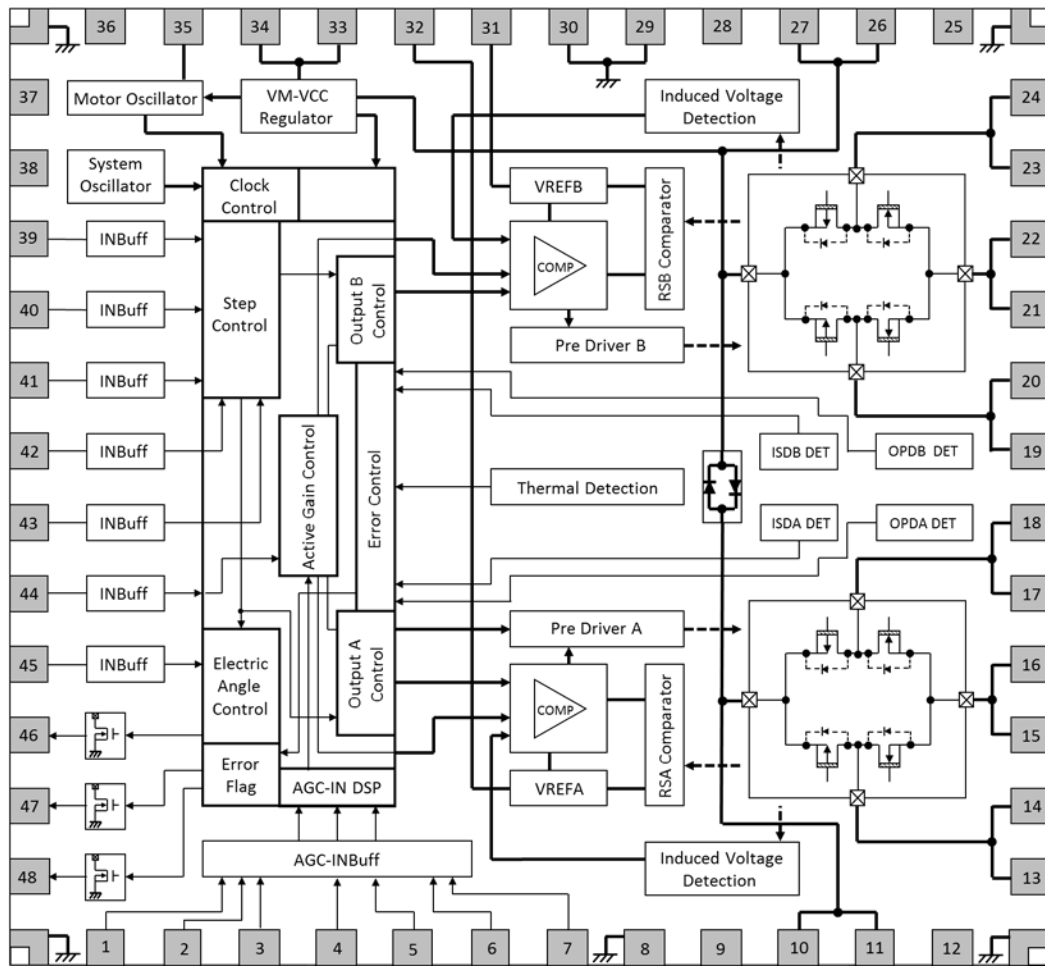 36
35
34
33
32
31
30
29
28
27
26
25
37
Motor Oscillator
VM-VCC
Regulator
Induced Voltage
Detection
24
38
System
Oscillator
Clock
Control
VREFB
RSB Comparator
23
39
INBuff
COMP
22
40
INBuff
Step
Control
Output B
Control
Pre Driver B
21
41
INBuff
20
42
INBuff
Active Gain Control
Error Control
ISDB DET
OPDB DET
19
Thermal Detection
43
INBuff
ISDA DET
OPDA DET
18
44
INBuff
17
45
INBuff
Electric
Angle
Control
Output A
Control
Pre Driver A
16
46
COMP
RSA Comparator
15
47
Error
Flag
AGC-IN DSP
VREFA
14
48
AGC-INBuff
Induced Voltage
Detection
13
1
2
3
4
5
6
7
8
9
10
11
12